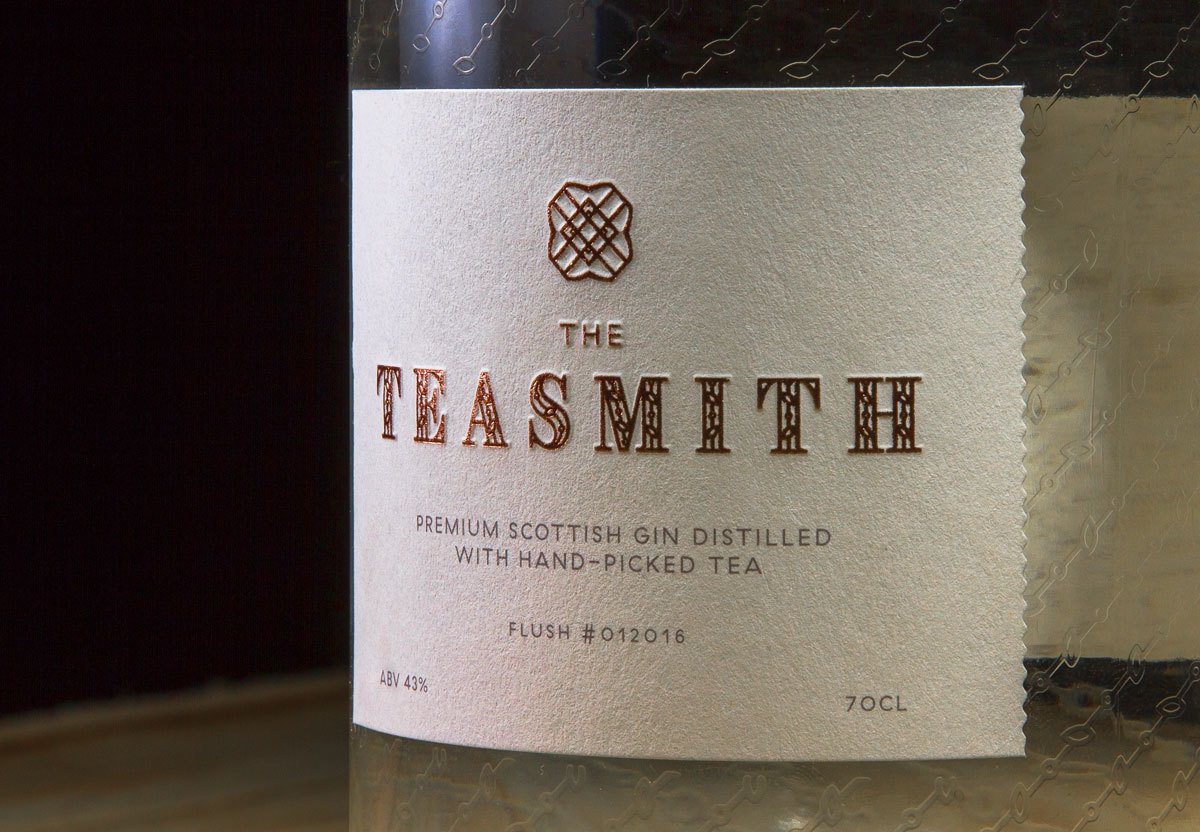 THE
TEASMITH
PREMIUM SCOTTISH GIN DISTILLED
WITH HAND-PICKED TEA
FLUSH #012016
ABV 43%
70CL